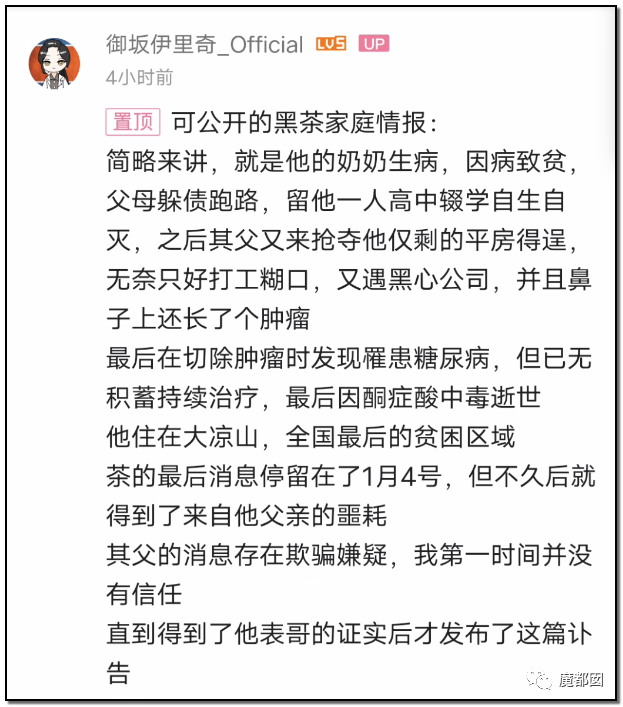 御坂伊里奇_Official LV5 UP
4小时前
置顶 可公开的黑茶家庭情报：
简略来讲，就是他的奶奶生病，因病致贫，
父母躲债跑路，留他一人高中辍学自生自
灭，之后其父又来抢夺他仅剩的平房得逞，
无奈只好打工糊口，又遇黑心公司，并且鼻
子上还长了个肿瘤
最后在切除肿瘤时发现罹患糖尿病，但已无
积蓄持续治疗，最后因酮症酸中毒逝世
他住在大凉山，全国最后的贫困区域
茶的最后消息停留在了1月4号，但不久后就
得到了来自他父亲的噩耗
其父的消息存在欺骗嫌疑，我第一时间并没
有信任
直到得到了他表哥的证实后才发布了这篇讣
告
魔都囡